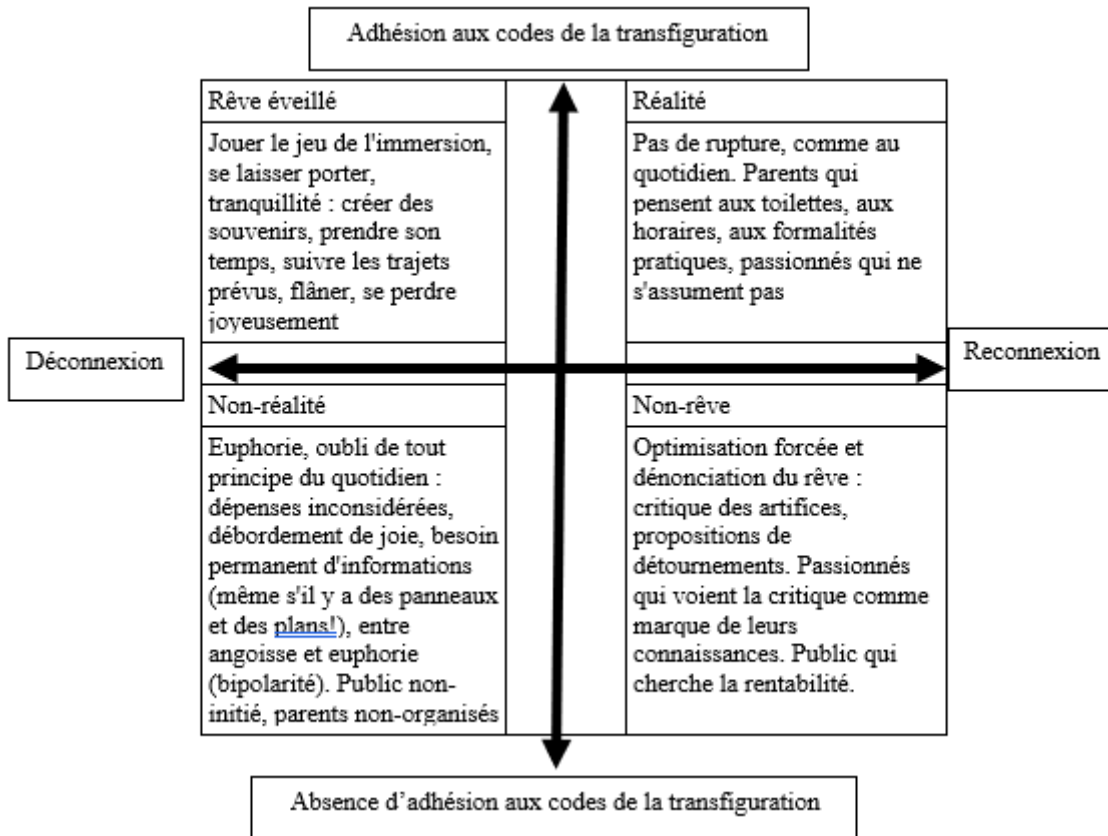 Adhésion aux codes de la transfiguration
Rêve éveillé
Jouer le jeu de l'immersion,
se laisser porter,
tranquillité : créer des
souvenirs, prendre son
temps, suivre les trajets
prévus, flâner, se perdre
joyeusement
Réalité
Pas de rupture, comme au
quotidien. Parents qui
pensent aux toilettes, aux
horaires, aux formalités
pratiques, passionnés qui ne
s'assument pas
Déconnexion
Reconnexion
Non-réalité
Euphorie, oubli de tout
principe du quotidien :
dépenses inconsidérées,
débordement de joie, besoin
permanent d'informations
(même s'il y a des panneaux
et des plans!), entre
angoisse et euphorie
(bipolarité). Public non-
initié, parents non-organisés
Non-rêve
Optimisation forcée et
dénonciation du rêve :
critique des artifices,
propositions de
détournements. Passionnés
qui voient la critique comme
marque de leurs
connaissances. Public qui
cherche la rentabilité.
Absence d’adhésion aux codes de la transfiguration